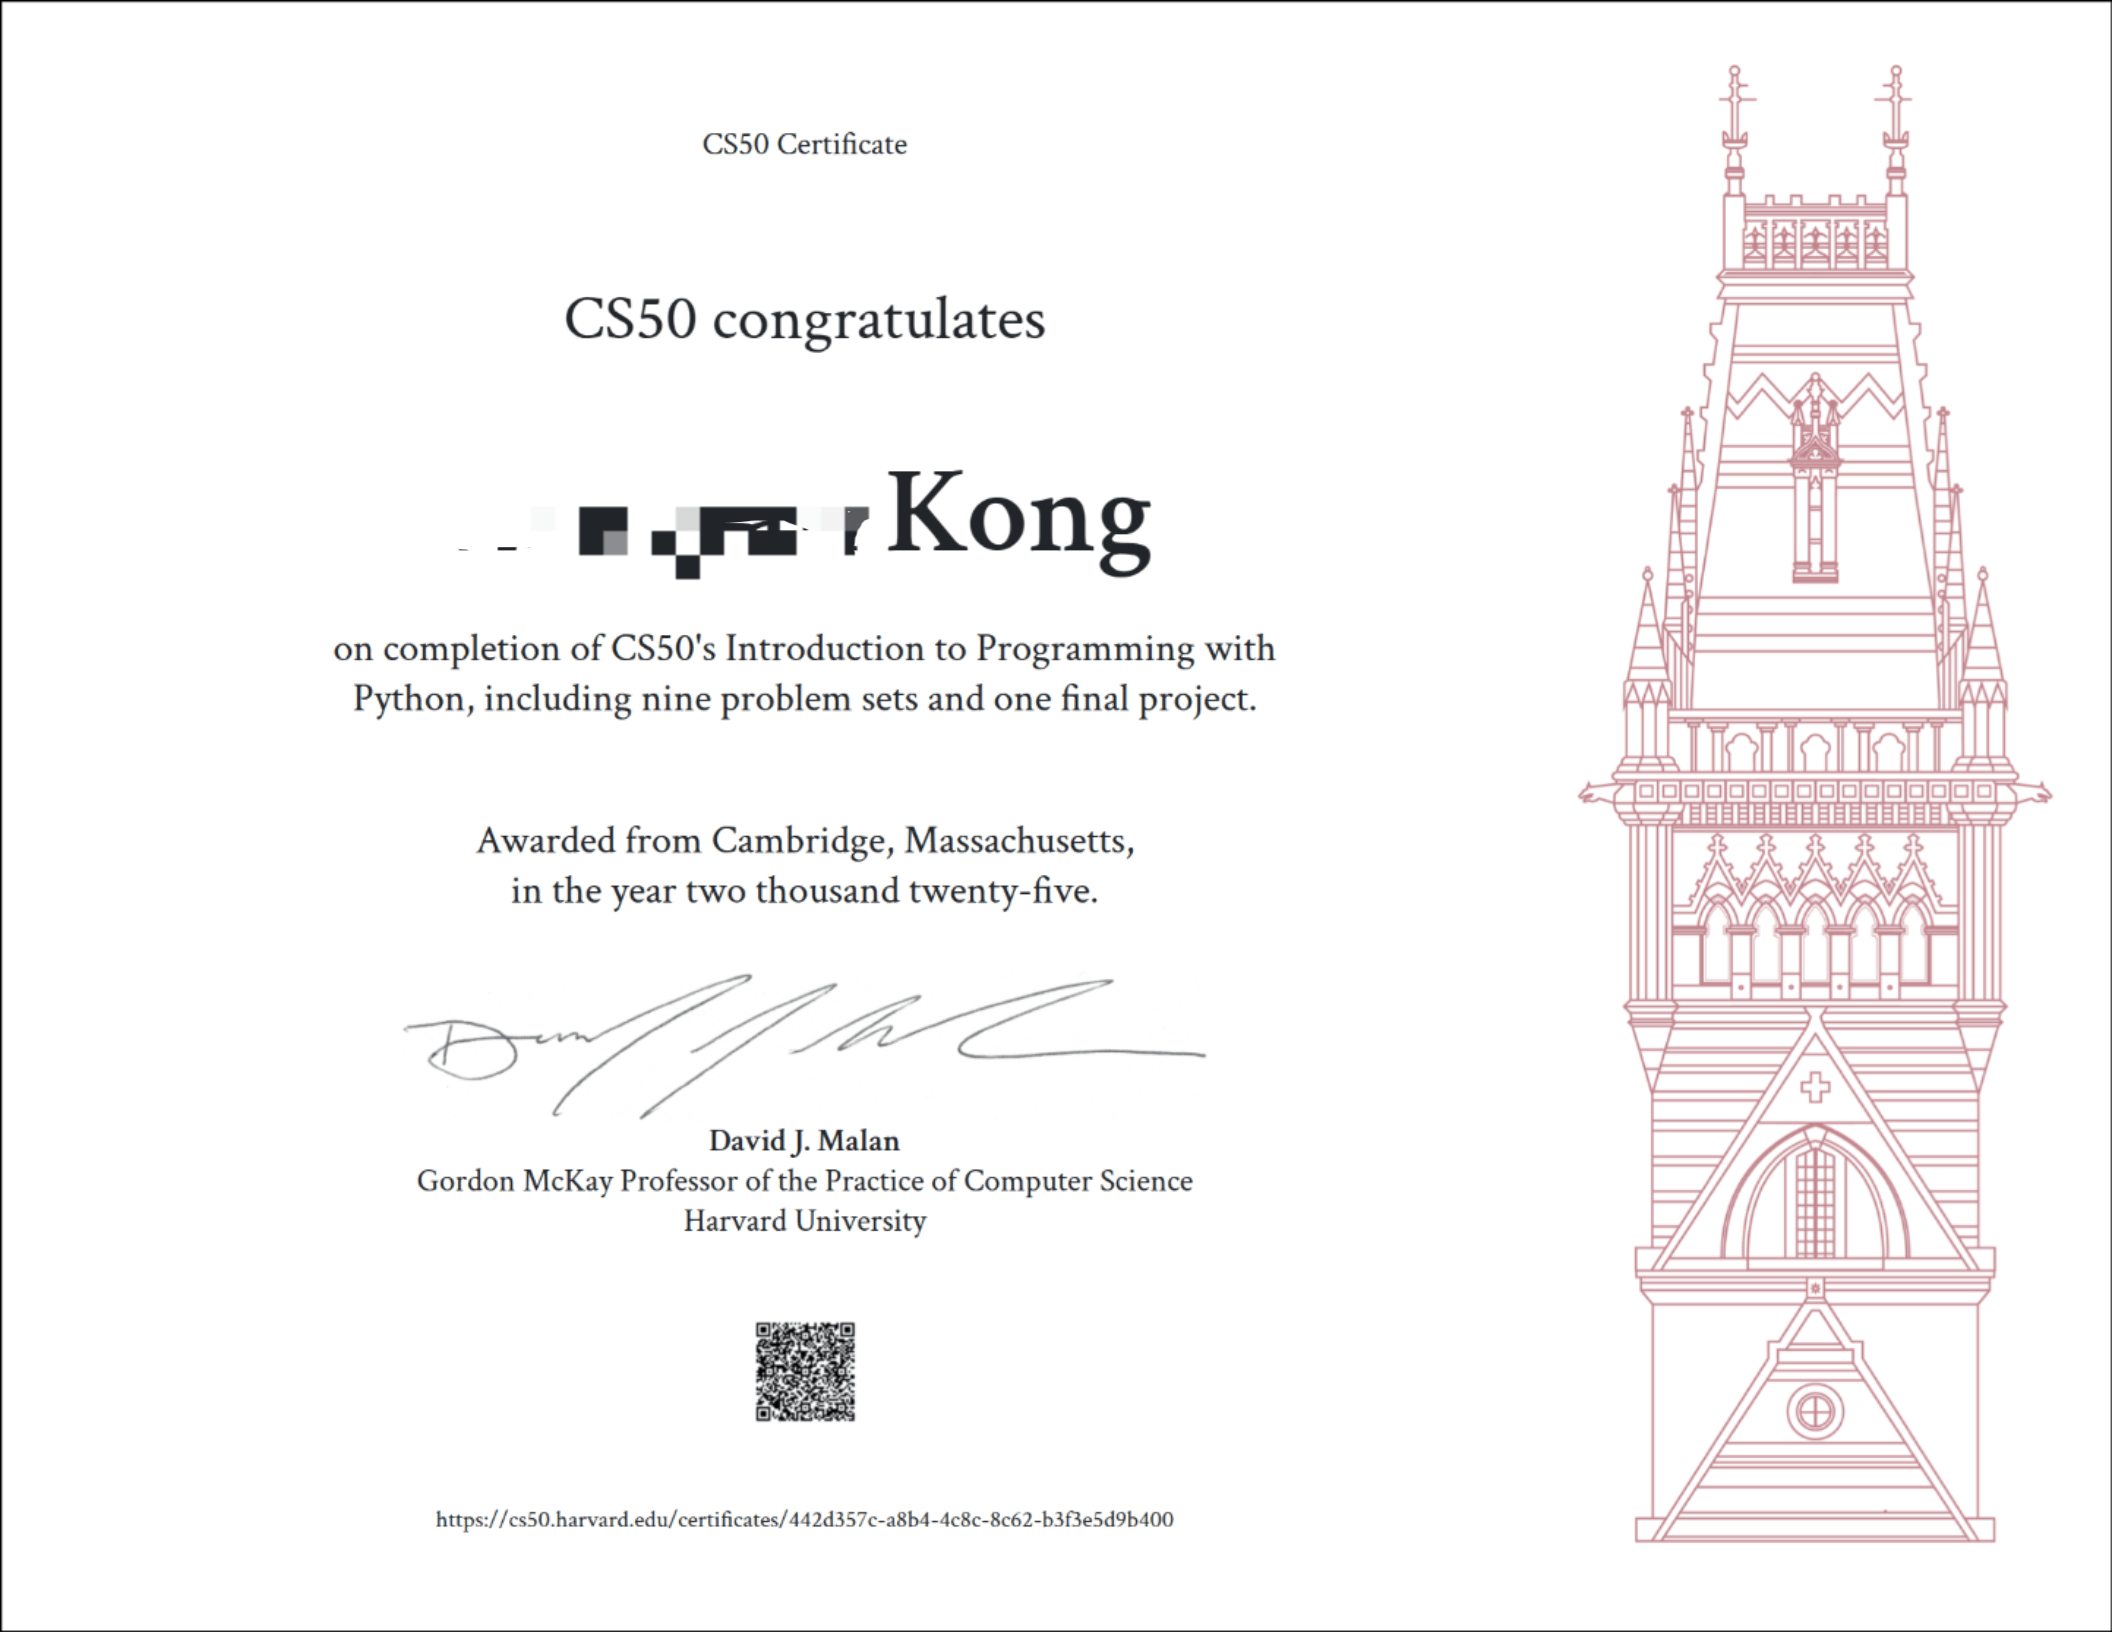 CS50 Certificate
CS50 congratulates
Kong
on completion of CS50's Introduction to Programming with
Python, including nine problem sets and one final project.
Awarded from Cambridge, Massachusetts,
in the year two thousand twenty-five.
David J. Malan
Gordon McKay Professor of the Practice of Computer Science
Harvard University
https://cs50.harvard.edu/certificates/442d357c-a8b4-4c8c-8c62-b3f3e5d9b400